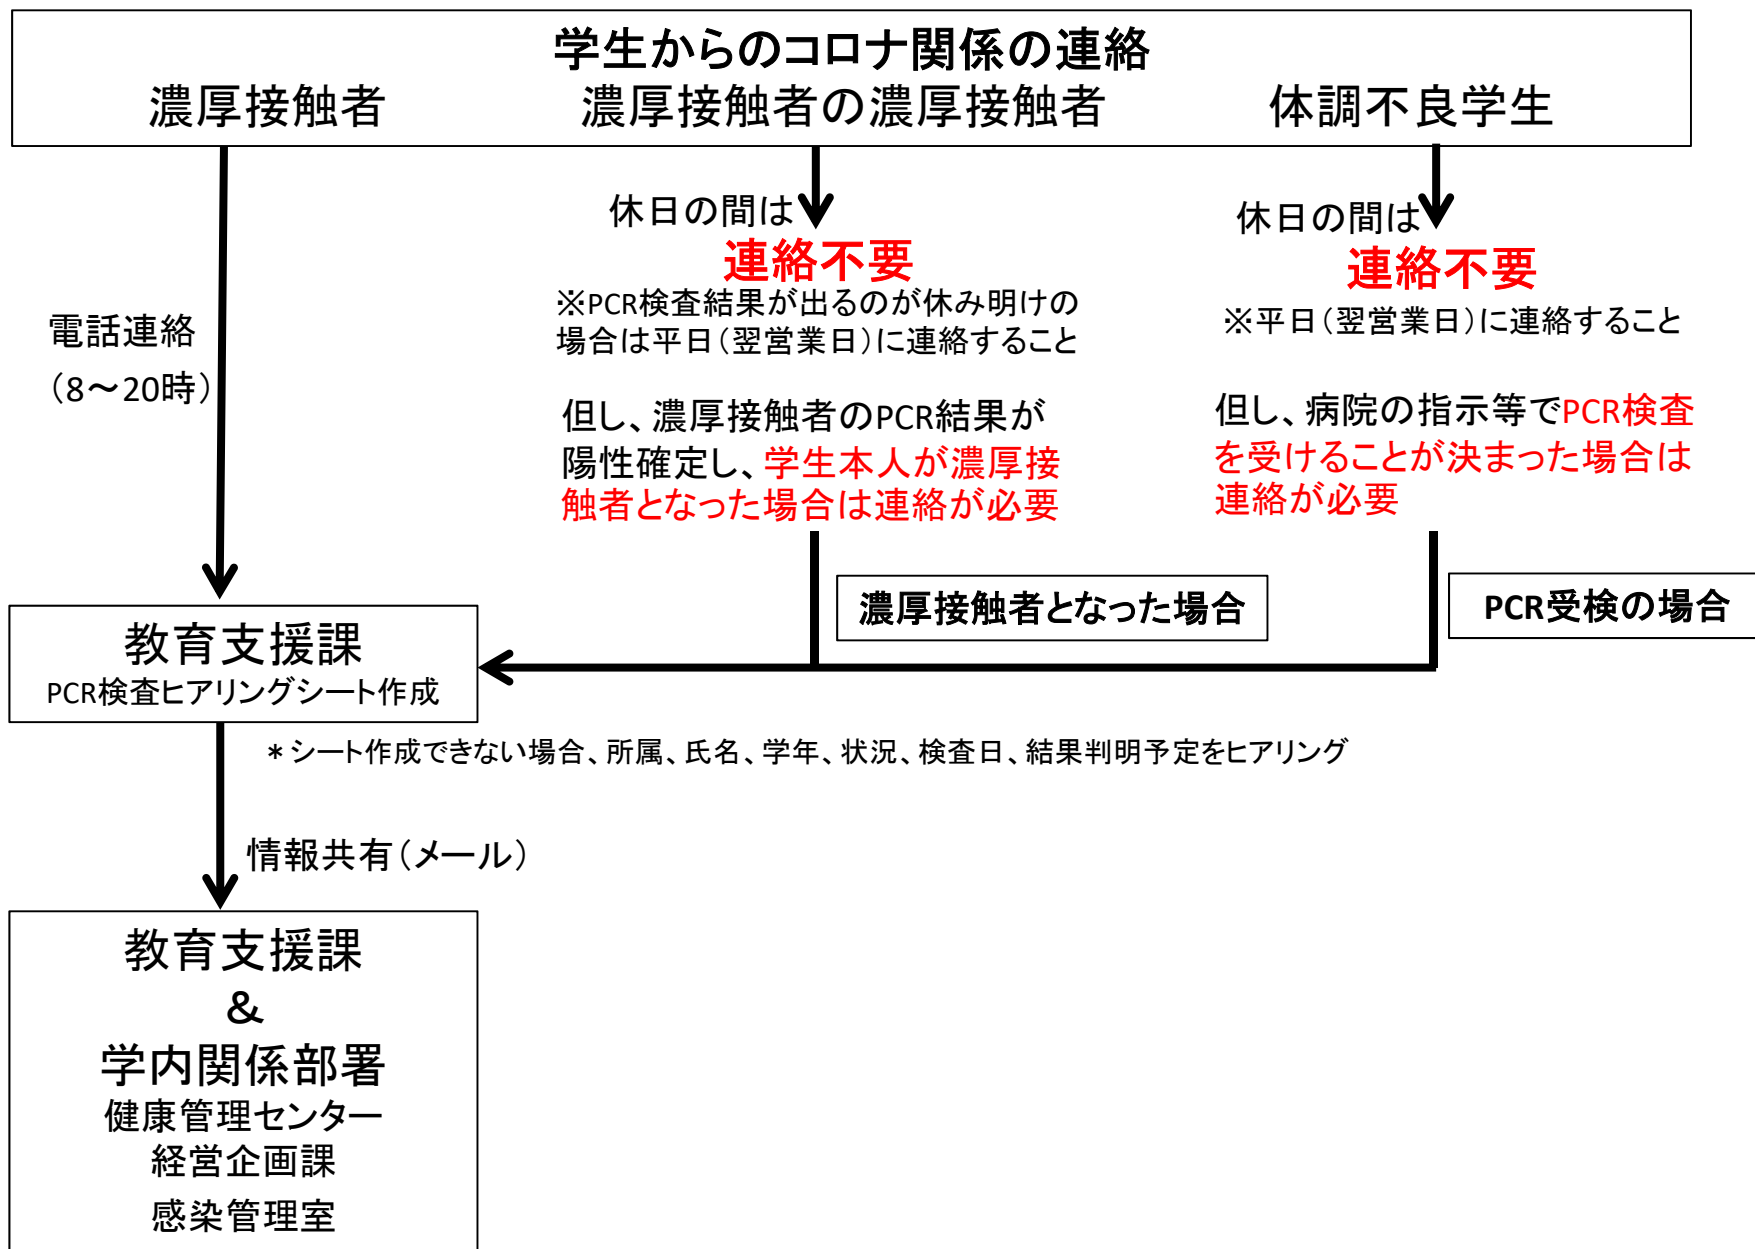 学生からのコロナ関係の連絡
濃厚接触者
濃厚接触者の濃厚接触者
体調不良学生
電話連絡
（8～20時）
休日の間は
連絡不要
※PCR検査結果が出るのが休み明けの
場合は平日（翌営業日）に連絡すること
但し、濃厚接触者のPCR結果が
陽性確定し、学生本人が濃厚接
触者となった場合は連絡が必要
休日の間は
連絡不要
※平日（翌営業日）に連絡すること
但し、病院の指示等でPCR検査
を受けることが決まった場合は
連絡が必要
濃厚接触者となった場合
PCR受検の場合
教育支援課
PCR検査ヒアリングシート作成
＊シート作成できない場合、所属、氏名、学年、状況、検査日、結果判明予定をヒアリング
情報共有（メール）
教育支援課
＆
学内関係部署
健康管理センター
経営企画課
感染管理室